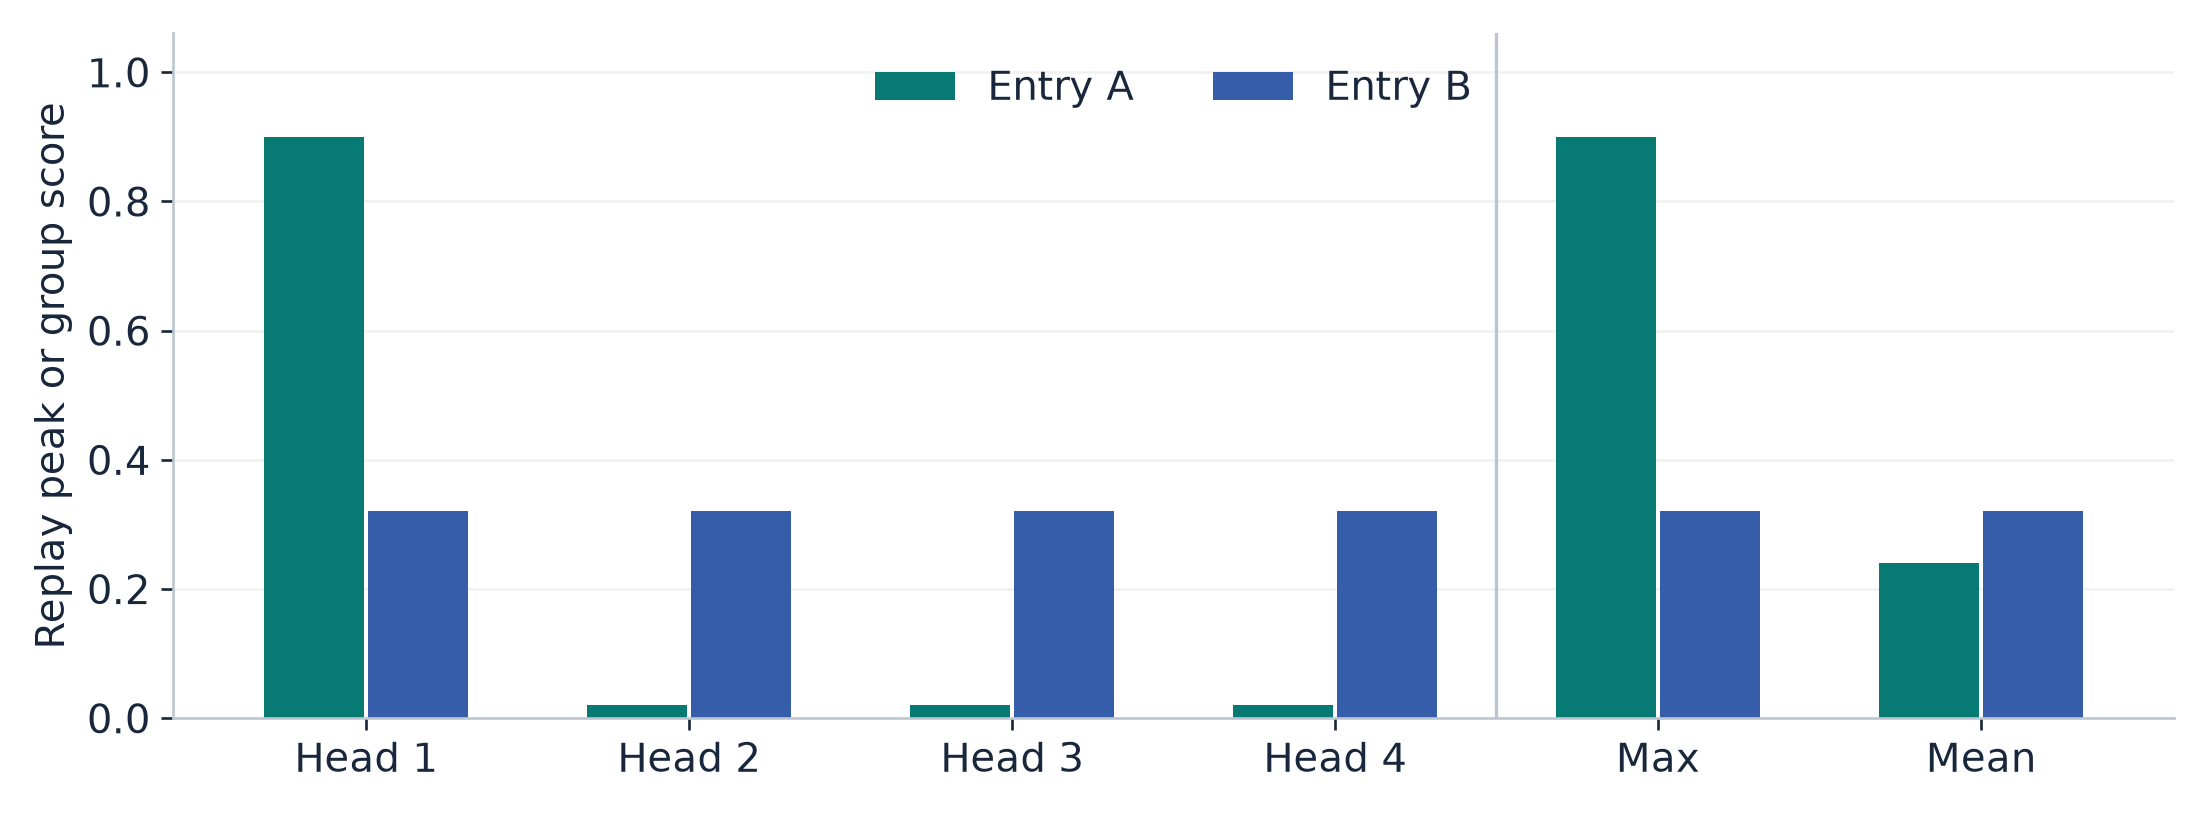 Replay peak or group score
1.0
0.8
0.6
0.4
0.2
0.0
Entry A
Entry B
Head 1
Head 2
Head 3
Head 4
Max
Mean